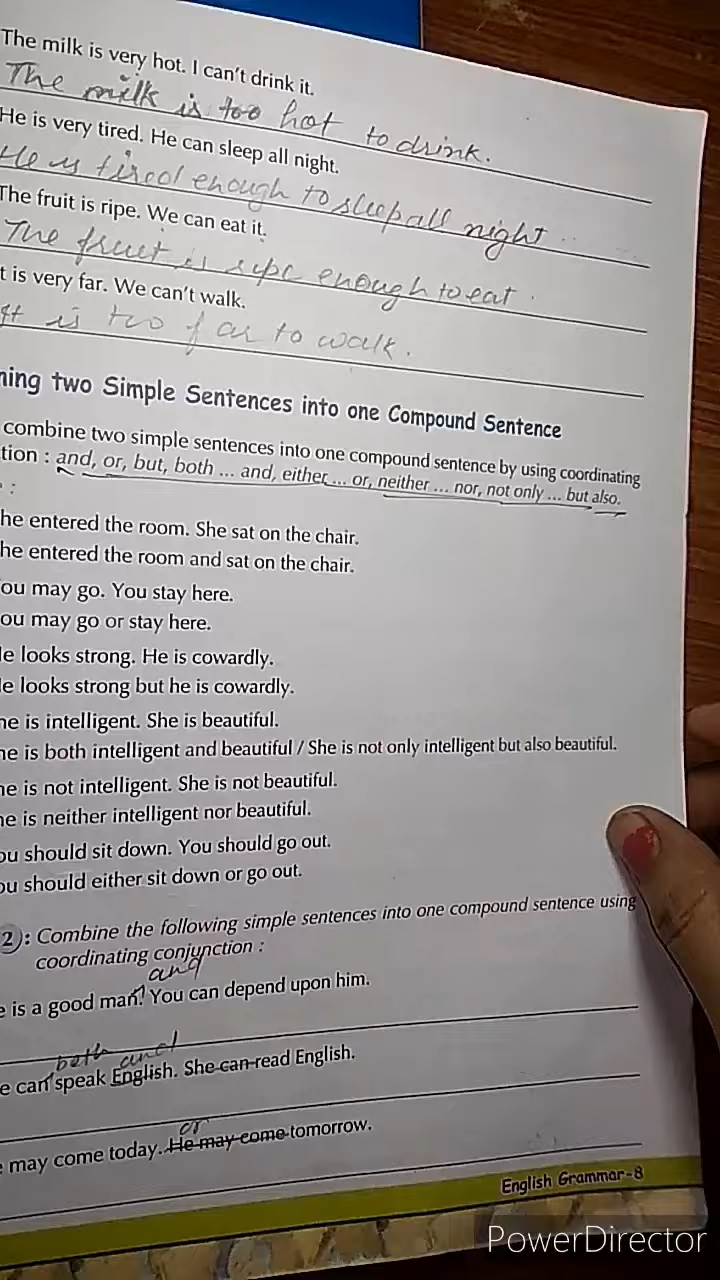 The milk is very hot. I can't drink it.
The milk is too hot to drink.
He is very tired. He can sleep all night.
He is tired enough to sleep all night
The fruit is ripe. We can eat it.
The fruit is ripe enough to eat.
t is very far. We can't walk.
It is too far to walk.
ning two Simple Sentences into one Compound Sentence
combine two simple sentences into one compound sentence by using coordinating
tion : and, or, but, both ... and, either ... or, neither ... nor, not only ... but also.
:
he entered the room. She sat on the chair.
he entered the room and sat on the chair.
ou may go. You stay here.
ou may go or stay here.
e looks strong. He is cowardly.
e looks strong but he is cowardly.
he is intelligent. She is beautiful.
he is both intelligent and beautiful / She is not only intelligent but also beautiful.
he is not intelligent. She is not beautiful.
he is neither intelligent nor beautiful.
ou should sit down. You should go out.
ou should either sit down or go out.
2 : Combine the following simple sentences into one compound sentence using
coordinating conjunction :
and
e is a good man. You can depend upon him.
both and
e can speak English. She can read English.
or
may come today. He may come tomorrow.
English Grammar-8
PowerDirector